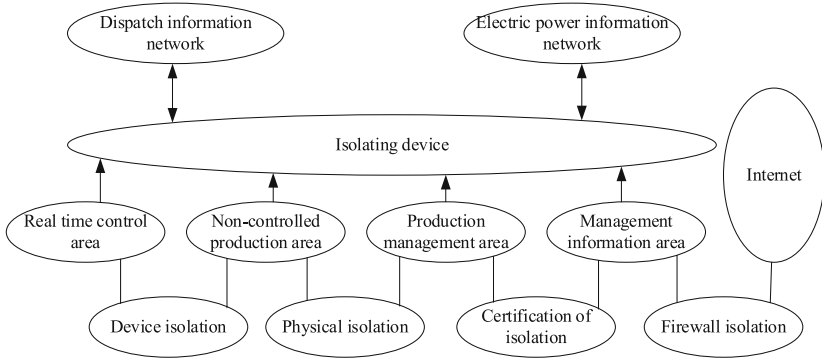 Dispatch information
network
Electric power information
network
Isolating device
Internet
Real time control
area
Non-controlled
production area
Production
management area
Management
information area
Device isolation
Physical isolation
Certification of
isolation
Firewall isolation